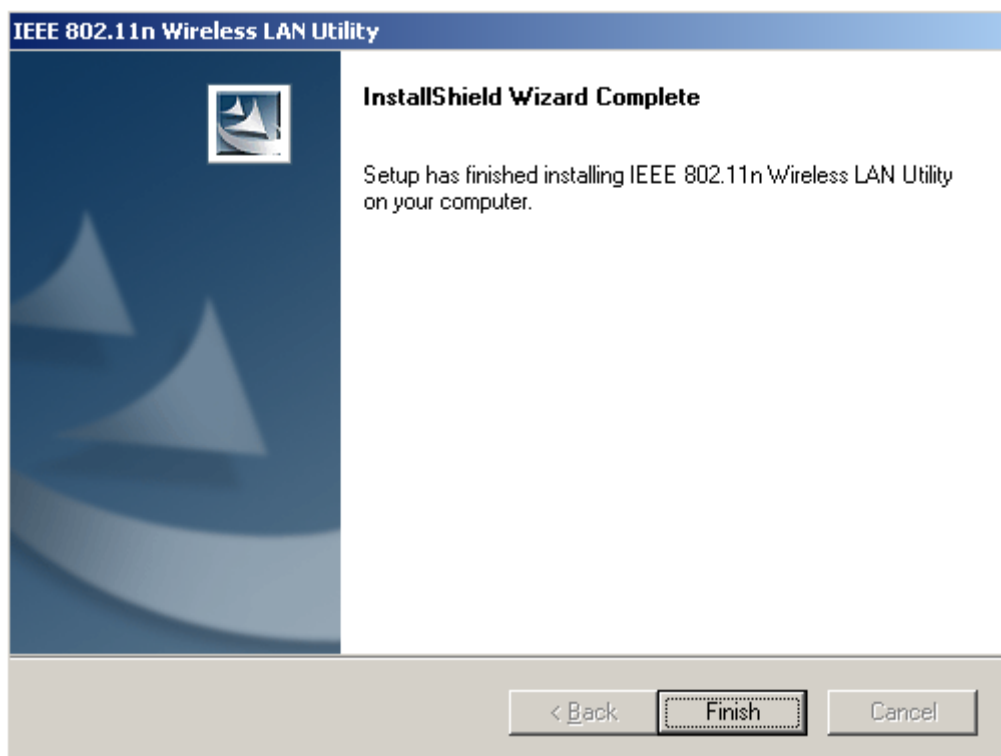 IEEE 802.11n Wireless LAN Utility
InstallShield Wizard Complete
Setup has finished installing IEEE 802.11n Wireless LAN Utility
on your computer.
< Back
Finish
Cancel